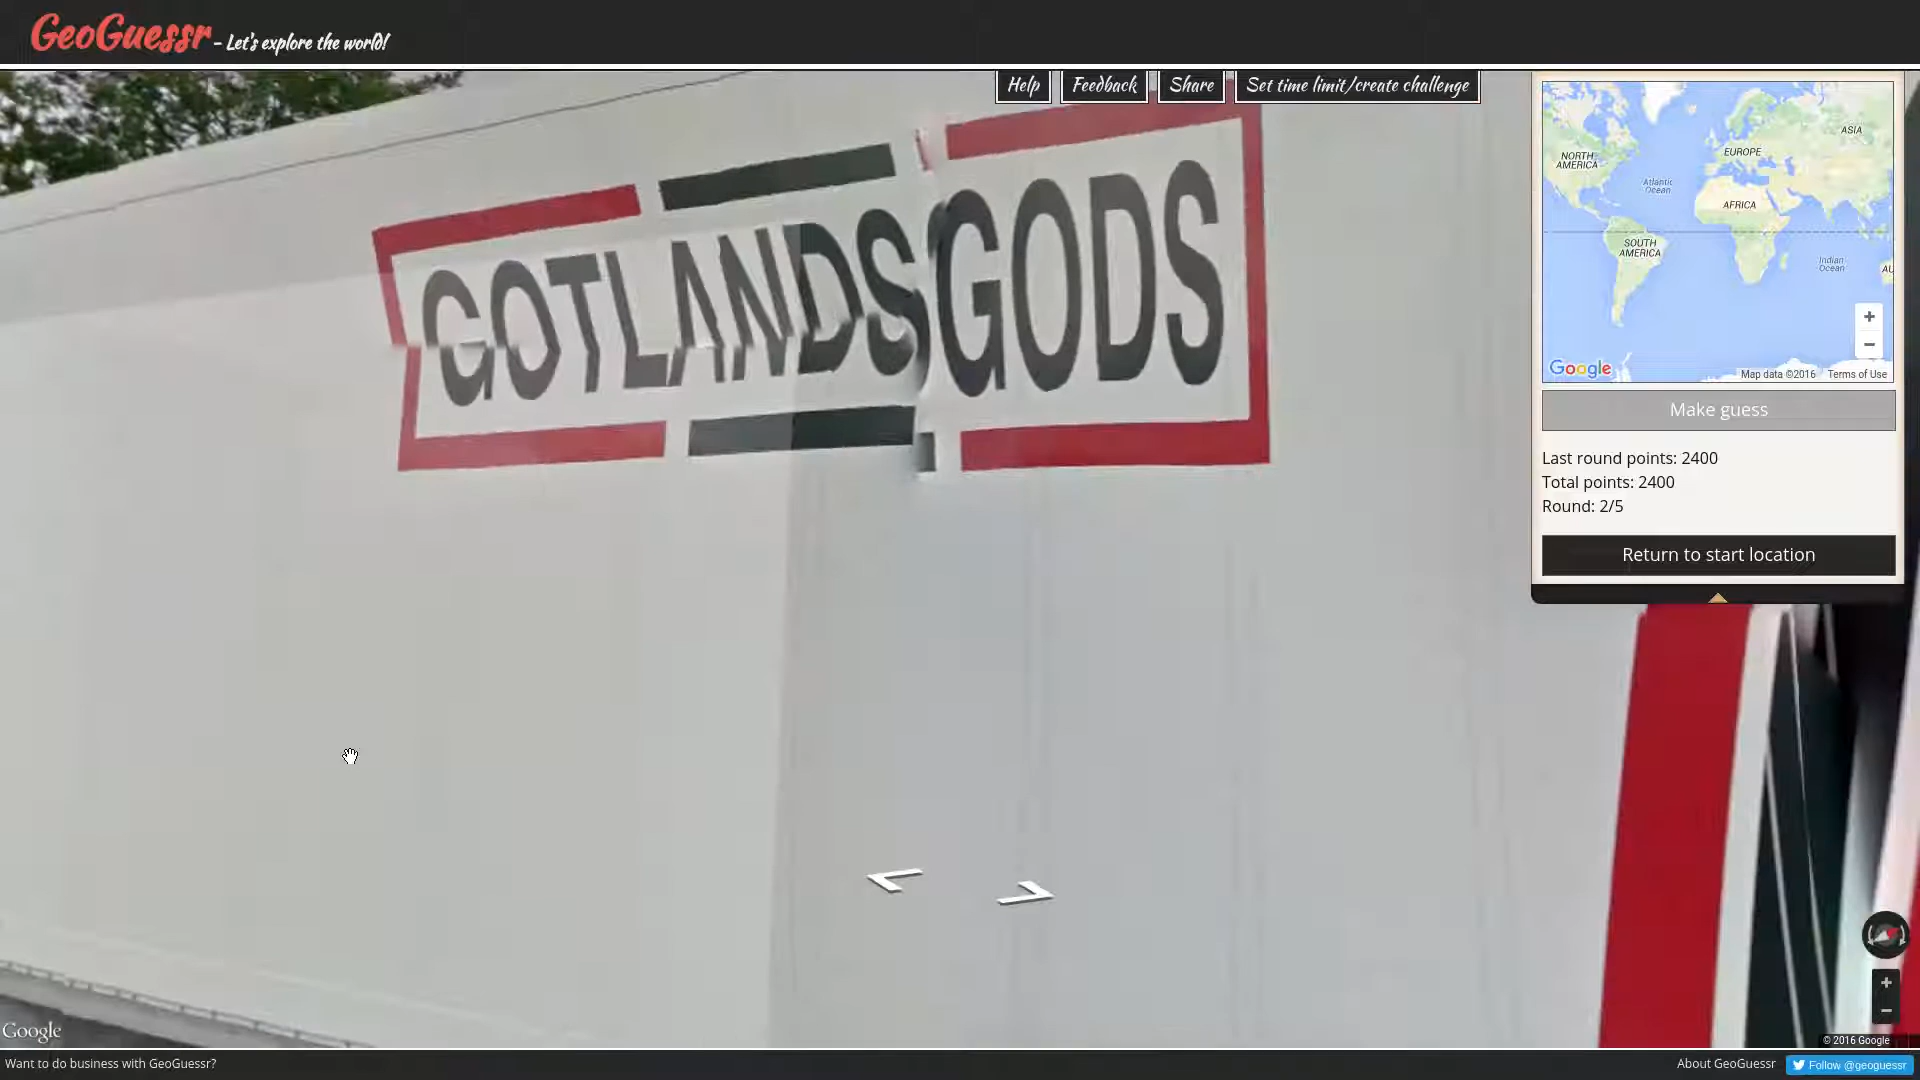 GeoGuessr - Let's explore the world!
Help
Feedback
Share
Set time limit/create challenge
GOTLANDSGODS
NORTH AMERICA
EUROPE
ASIA
Atlantic Ocean
AFRICA
SOUTH AMERICA
Indian Ocean
AU
+
−
Google
Map data ©2016
Terms of Use
Make guess
Last round points: 2400
Total points: 2400
Round: 2/5
Return to start location
+
−
Google
© 2016 Google
Want to do business with GeoGuessr?
About GeoGuessr
Follow @geoguessr